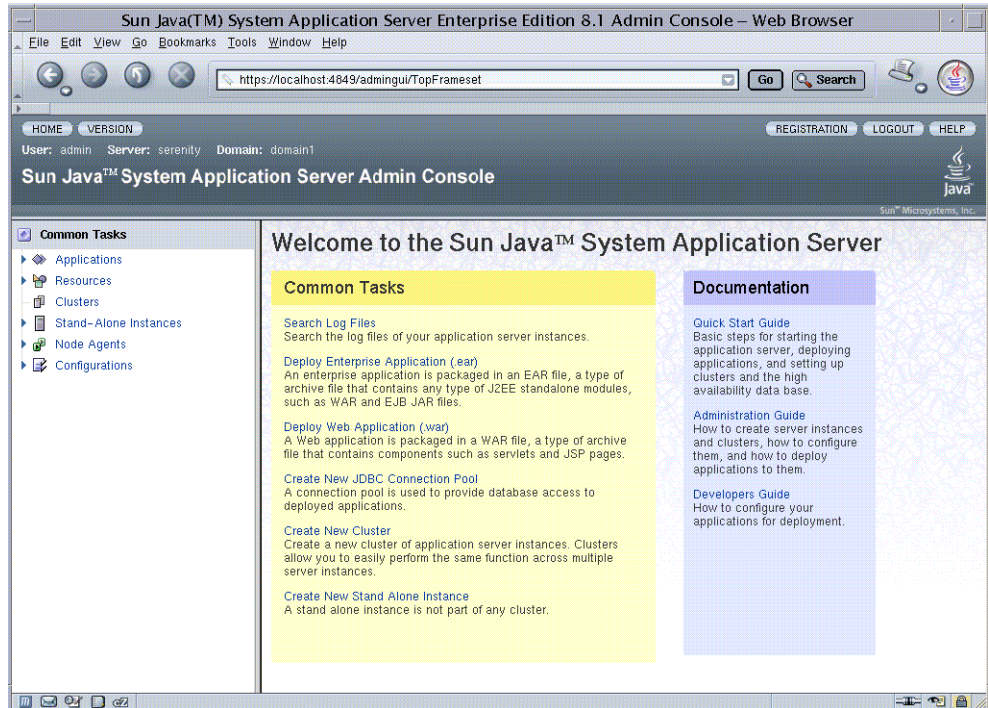 Sun Java(TM) System Application Server Enterprise Edition 8.1 Admin Console – Web Browser
File Edit View Go Bookmarks Tools Window Help
https://localhost:4849/admingui/TopFrameset Go Search
HOME VERSION REGISTRATION LOGOUT HELP
User: admin Server: serenity Domain: domain1
Sun Java™ System Application Server Admin Console
Java™
Sun™ Microsystems, Inc.
Common Tasks
Applications
Resources
Clusters
Stand-Alone Instances
Node Agents
Configurations
Welcome to the Sun Java™ System Application Server
Common Tasks
Search Log Files
Search the log files of your application server instances.
Deploy Enterprise Application (.ear)
An enterprise application is packaged in an EAR file, a type of
archive file that contains any type of J2EE standalone modules,
such as WAR and EJB JAR files.
Deploy Web Application (.war)
A Web application is packaged in a WAR file, a type of archive
file that contains components such as servlets and JSP pages.
Create New JDBC Connection Pool
A connection pool is used to provide database access to
deployed applications.
Create New Cluster
Create a new cluster of application server instances. Clusters
allow you to easily perform the same function across multiple
server instances.
Create New Stand Alone Instance
A stand alone instance is not part of any cluster.
Documentation
Quick Start Guide
Basic steps for starting the
application server, deploying
applications, and setting up
clusters and the high
availability data base.
Administration Guide
How to create server instances
and clusters, how to configure
them, and how to deploy
applications to them.
Developers Guide
How to configure your
applications for deployment.